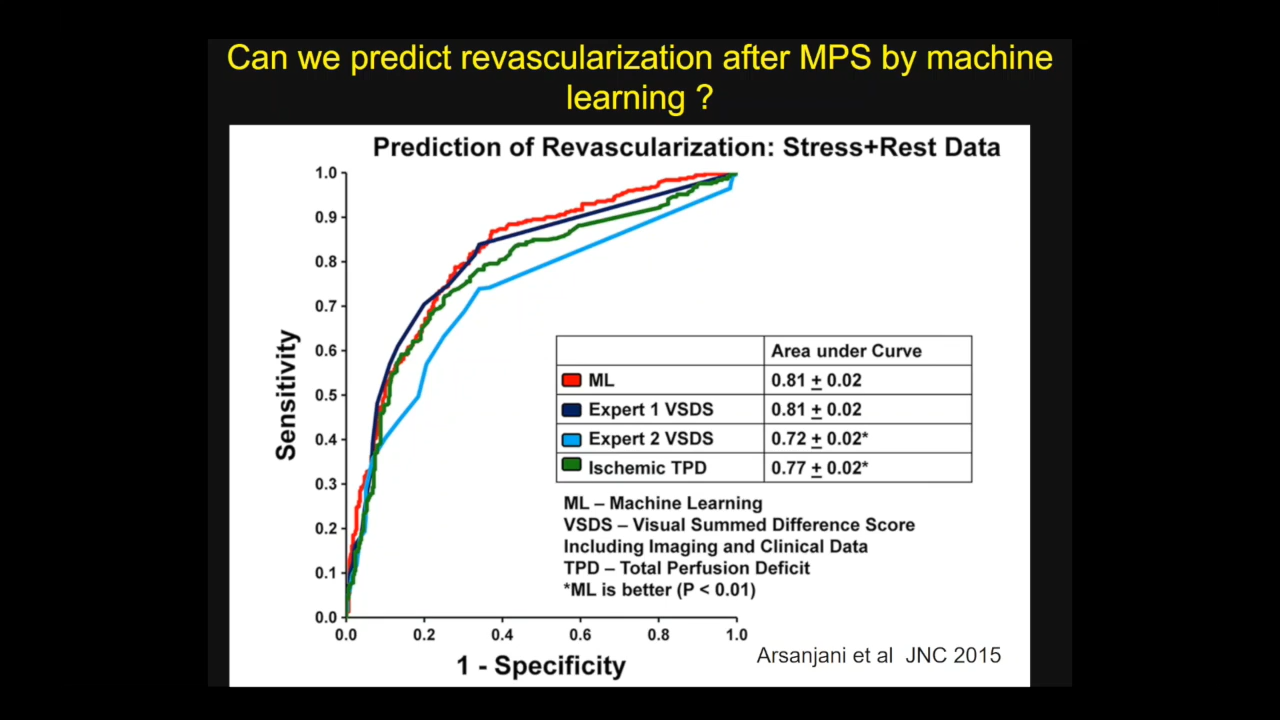 Can we predict revascularization after MPS by machine
learning ?
Prediction of Revascularization: Stress+Rest Data
1.0
0.9
0.8
0.7
0.6
0.5
0.4
0.3
0.2
0.1
0.0
Sensitivity
0.0 0.2 0.4 0.6 0.8 1.0
1 - Specificity
Area under Curve
ML 0.81 ± 0.02
Expert 1 VSDS 0.81 ± 0.02
Expert 2 VSDS 0.72 ± 0.02*
Ischemic TPD 0.77 ± 0.02*
ML – Machine Learning
VSDS – Visual Summed Difference Score
Including Imaging and Clinical Data
TPD – Total Perfusion Deficit
*ML is better (P < 0.01)
Arsanjani et al JNC 2015